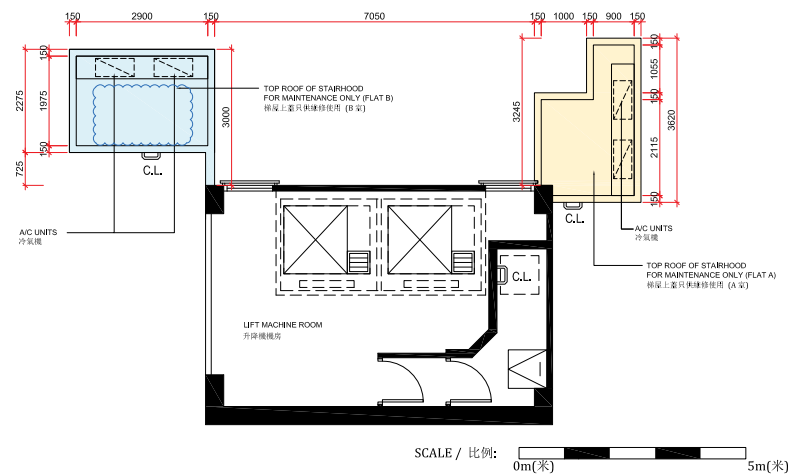 150 2900 150 7050 150 1000 150 900 150
150
2275
1975
150
725
3000
TOP ROOF OF STAIRHOOD
FOR MAINTENANCE ONLY (FLAT B)
梯屋上蓋只供維修使用 (B 室)
C.L.
A/C UNITS
冷氣機
3245
150
1055
150
3620
2115
150
C.L.
A/C UNITS
冷氣機
TOP ROOF OF STAIRHOOD
FOR MAINTENANCE ONLY (FLAT A)
梯屋上蓋只供維修使用 (A 室)
C.L.
LIFT MACHINE ROOM
升降機機房
SCALE / 比例:
0m(米) 5m(米)